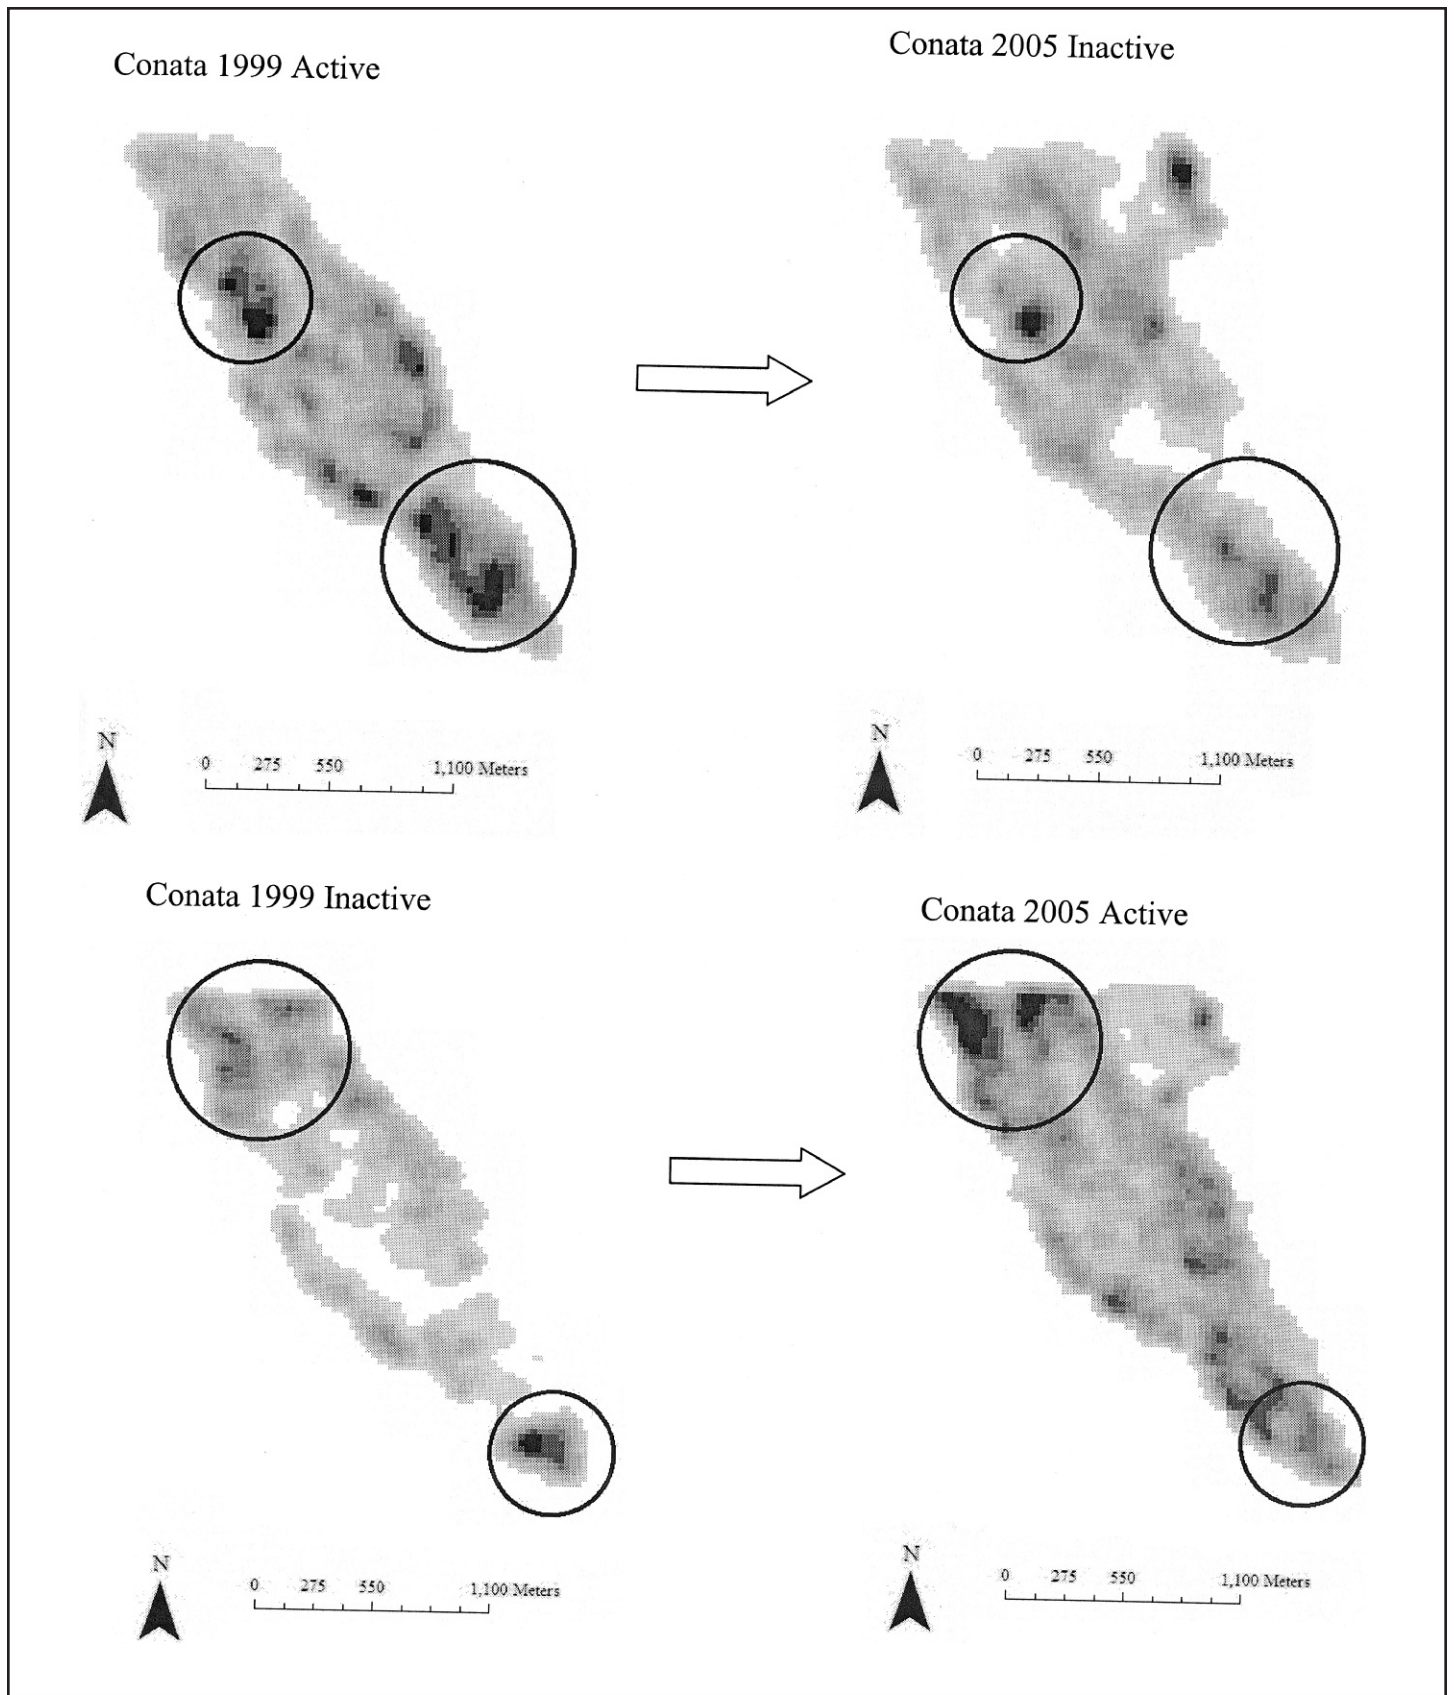 Conata 1999 Active
Conata 2005 Inactive
N
0 275 550 1,100 Meters
N
0 275 550 1,100 Meters
Conata 1999 Inactive
Conata 2005 Active
N
0 275 550 1,100 Meters
N
0 275 550 1,100 Meters